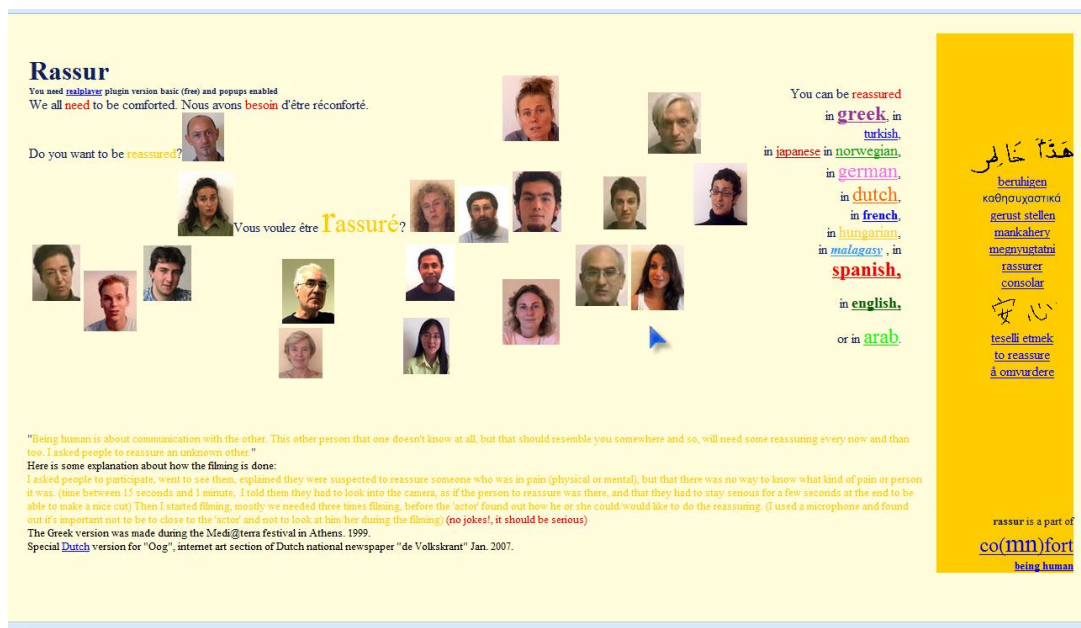 Rassur
You need realplayer plugin version basic (free) and popups enabled
We all need to be comforted. Nous avons besoin d'être réconforté.
Do you want to be reassured?
Vous voulez être rassuré?
You can be reassured
in greek, in
turkish,
in japanese in norwegian,
in german,
in dutch,
in french,
in hungarian,
in malagasy , in
spanish,
in english,
or in arab.
"Being human is about communication with the other. This other person that one doesn't know at all, but that should resemble you somewhere and so, will need some reassuring every now and than
too. I asked people to reassure an unknown other."
Here is some explanation about how the filming is done:
I asked people to participate, went to see them, explained they were suspected to reassure someone who was in pain (physical or mental), but that there was no way to know what kind of pain or person
it was. (time between 15 seconds and 1 minute, I told them they had to look into the camera, as if the person to reassure was there, and that they had to stay serious for a few seconds at the end to be
able to make a nice cut) Then I started filming, mostly we needed three times filming, before the 'actor' found out how he or she could/would like to do the reassuring. (I used a microphone and found
out it's important not to be to close to the 'actor' and not to look at him/her during the filming) (no jokes!, it should be serious)
The Greek version was made during the Medi@terra festival in Athens. 1999.
Special Dutch version for "Oog", internet art section of Dutch national newspaper "de Volkskrant" Jan. 2007.
beruhigen
καθησυχαστικά
gerust stellen
mankahery
megnyugtatni
rassurer
consolar
安心
teselli etmek
to reassure
å omvurdere
rassur is a part of
co(mn)fort
being human